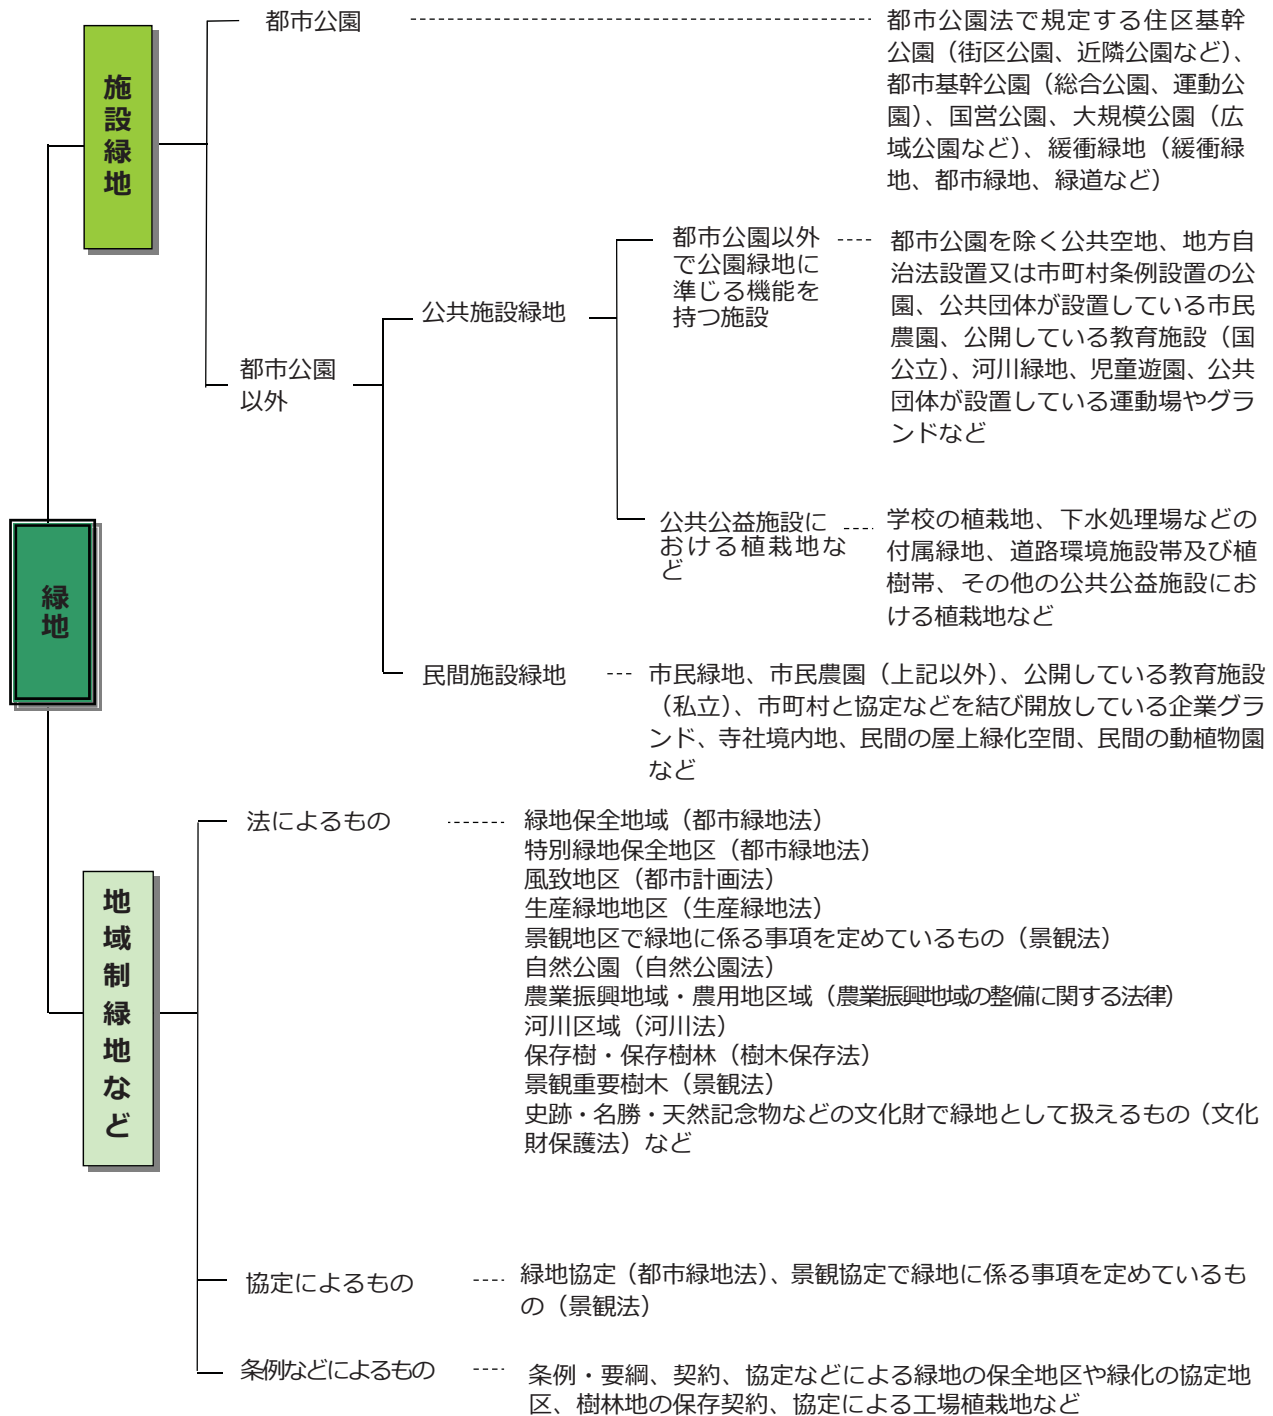 都市公園
都市公園法で規定する住区基幹
公園（街区公園、近隣公園など）、
都市基幹公園（総合公園、運動公
園）、国営公園、大規模公園（広
域公園など）、緩衝緑地（緩衝緑
地、都市緑地、緑道など）
施設緑地
都市公園以外
で公園緑地に
準じる機能を
持つ施設
都市公園を除く公共空地、地方自
治法設置又は市町村条例設置の公
園、公共団体が設置している市民
農園、公開している教育施設（国
公立）、河川緑地、児童遊園、公共
団体が設置している運動場やグラ
ンドなど
公共施設緑地
都市公園
以外
公共公益施設に
おける植栽地な
ど
学校の植栽地、下水処理場などの
付属緑地、道路環境施設帯及び植
樹帯、その他の公共公益施設にお
ける植栽地など
緑地
民間施設緑地
市民緑地、市民農園（上記以外）、公開している教育施設
（私立）、市町村と協定などを結び開放している企業グラ
ンド、寺社境内地、民間の屋上緑化空間、民間の動植物園
など
地域制緑地など
法によるもの
緑地保全地域（都市緑地法）
特別緑地保全地区（都市緑地法）
風致地区（都市計画法）
生産緑地地区（生産緑地法）
景観地区で緑地に係る事項を定めているもの（景観法）
自然公園（自然公園法）
農業振興地域・農用地区域（農業振興地域の整備に関する法律）
河川区域（河川法）
保存樹・保存樹林（樹木保存法）
景観重要樹木（景観法）
史跡・名勝・天然記念物などの文化財で緑地として扱えるもの（文化
財保護法）など
協定によるもの
緑地協定（都市緑地法）、景観協定で緑地に係る事項を定めているも
の（景観法）
条例などによるもの
条例・要綱、契約、協定などによる緑地の保全地区や緑化の協定地
区、樹林地の保存契約、協定による工場植栽地など